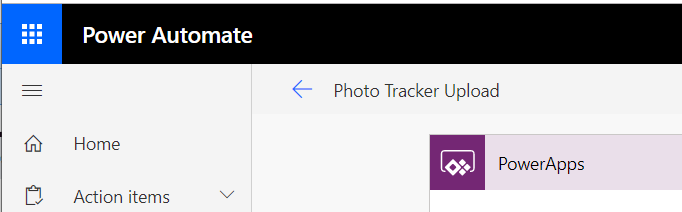 Power Automate
Photo Tracker Upload
Home
PowerApps
Action items